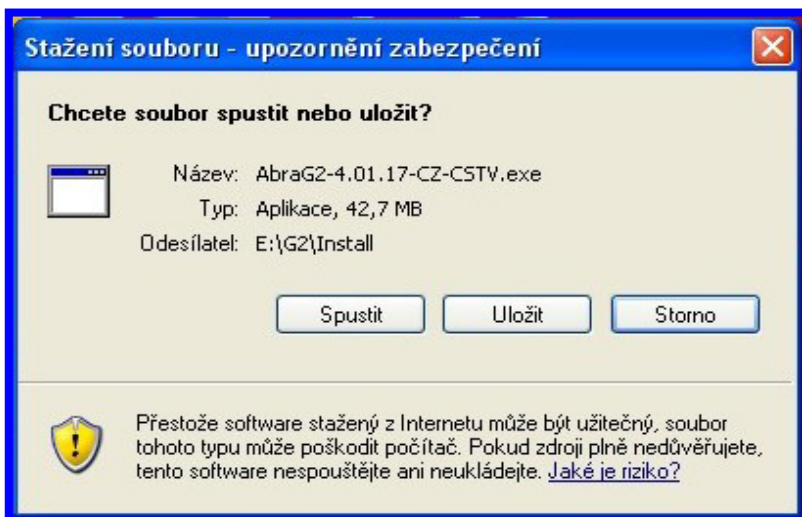 Stažení souboru - upozornění zabezpečení
Chcete soubor spustit nebo uložit?
Název: AbraG2-4.01.17-CZ-CSTV.exe
Typ: Aplikace, 42,7 MB
Odesílatel: E:\G2\Install
Spustit Uložit Storno
Přestože software stažený z Internetu může být užitečný, soubor
tohoto typu může poškodit počítač. Pokud zdroji plně nedůvěřujete,
tento software nespouštějte ani neukládejte. Jaké je riziko?